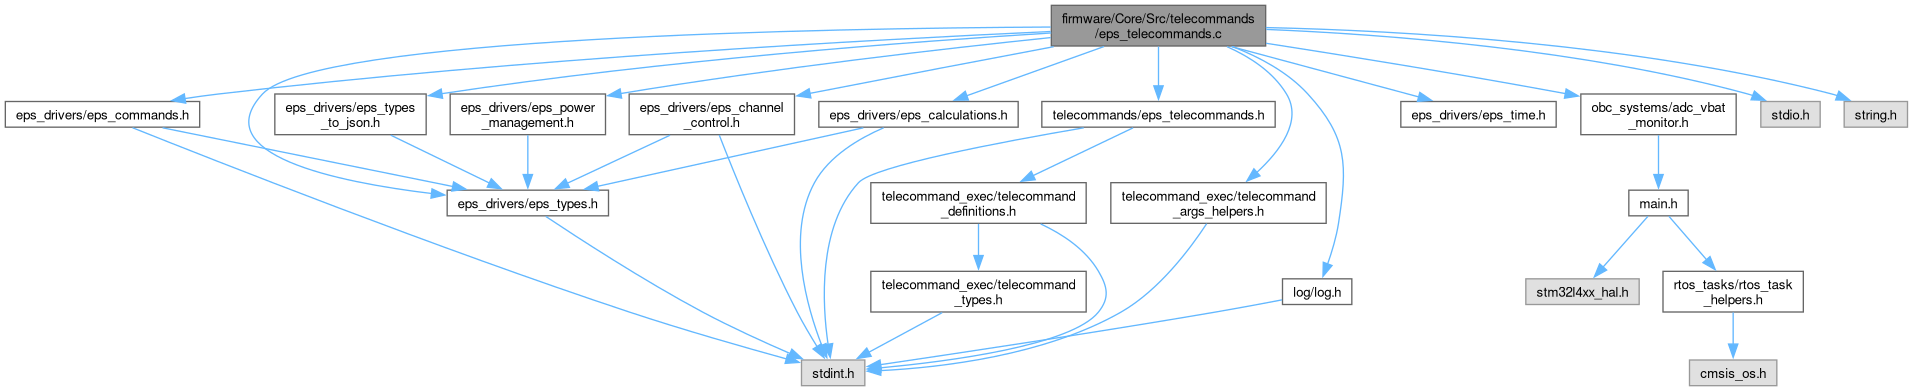 firmware/Core/Src/telecommands
/eps_telecommands.c
eps_drivers/eps_commands.h
eps_drivers/eps_types
_to_json.h
eps_drivers/eps_power
_management.h
eps_drivers/eps_channel
_control.h
eps_drivers/eps_calculations.h
telecommands/eps_telecommands.h
eps_drivers/eps_time.h
obc_systems/adc_vbat
_monitor.h
stdio.h
string.h
eps_drivers/eps_types.h
telecommand_exec/telecommand
_definitions.h
telecommand_exec/telecommand
_args_helpers.h
main.h
telecommand_exec/telecommand
_types.h
log/log.h
stm32l4xx_hal.h
rtos_tasks/rtos_task
_helpers.h
stdint.h
cmsis_os.h